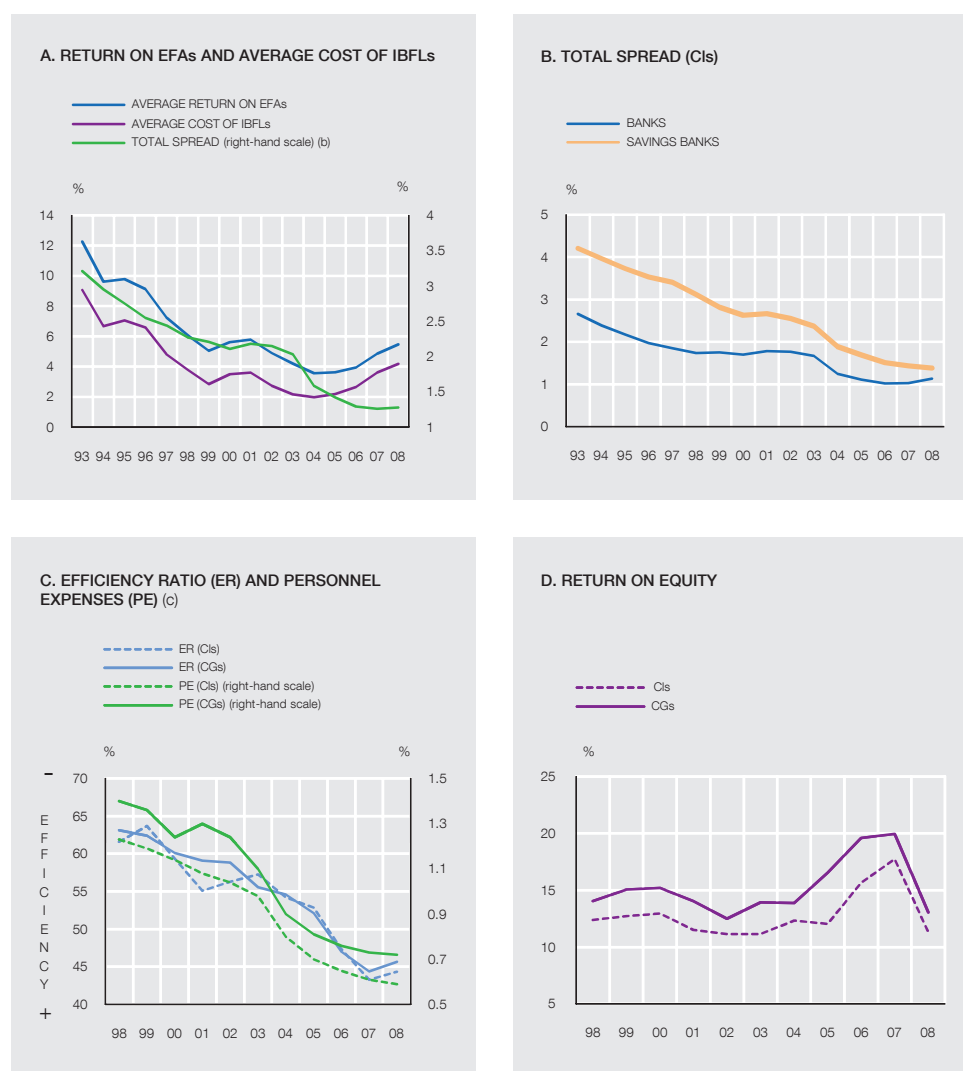 A. RETURN ON EFAs AND AVERAGE COST OF IBFLs
AVERAGE RETURN ON EFAs
AVERAGE COST OF IBFLs
TOTAL SPREAD (right-hand scale) (b)
% %
14 4
12 3.5
10 3
8 2.5
6 2
4 1.5
2 1
0
93 94 95 96 97 98 99 00 01 02 03 04 05 06 07 08
B. TOTAL SPREAD (CIs)
BANKS
SAVINGS BANKS
%
5
4
3
2
1
0
93 94 95 96 97 98 99 00 01 02 03 04 05 06 07 08
C. EFFICIENCY RATIO (ER) AND PERSONNEL
EXPENSES (PE) (c)
ER (CIs)
ER (CGs)
PE (CIs) (right-hand scale)
PE (CGs) (right-hand scale)
% %
– EFFICIENCY +
70 1.5
65 1.3
60 1.1
55 0.9
50 0.7
45 0.5
40
98 99 00 01 02 03 04 05 06 07 08
D. RETURN ON EQUITY
CIs
CGs
%
25
20
15
10
5
98 99 00 01 02 03 04 05 06 07 08